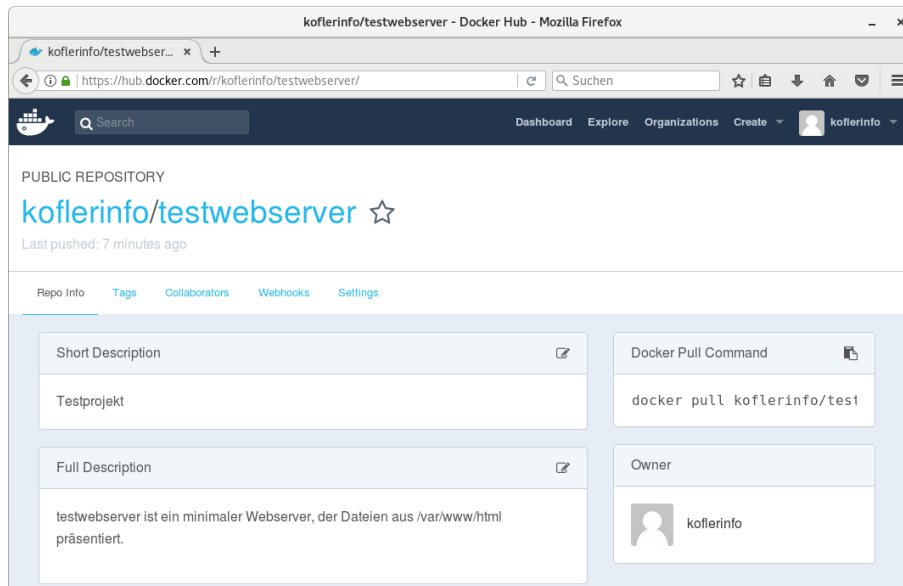 koflerinfo/testwebserver - Docker Hub - Mozilla Firefox
koflerinfo/testwebser...
https://hub.docker.com/r/koflerinfo/testwebserver/
Suchen
Search
Dashboard Explore Organizations Create koflerinfo
PUBLIC REPOSITORY
koflerinfo/testwebserver
Last pushed: 7 minutes ago
Repo Info Tags Collaborators Webhooks Settings
Short Description
Testprojekt
Docker Pull Command
docker pull koflerinfo/test
Full Description
testwebserver ist ein minimaler Webserver, der Dateien aus /var/www/html
präsentiert.
Owner
koflerinfo